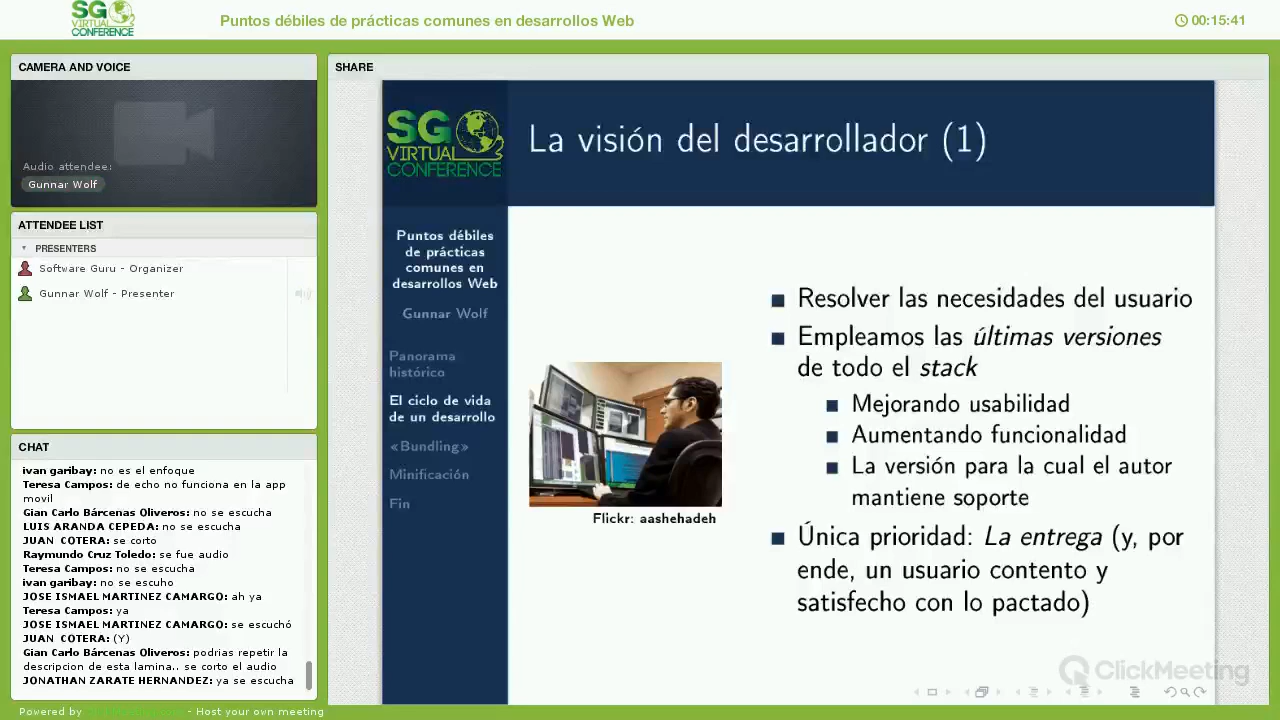 SG
VIRTUAL
CONFERENCE
Puntos débiles de prácticas comunes en desarrollos Web
00:15:41
CAMERA AND VOICE
Audio attendee:
Gunnar Wolf
ATTENDEE LIST
PRESENTERS
Software Guru - Organizer
Gunnar Wolf - Presenter
CHAT
ivan garibay: no es el enfoque
Teresa Campos: de echo no funciona en la app
movil
Gian Carlo Bárcenas Oliveros: no se escucha
LUIS ARANDA CEPEDA: no se escucha
JUAN COTERA: se corto
Raymundo Cruz Toledo: se fue audio
Teresa Campos: no se escucha
ivan garibay: no se escuho
JOSE ISMAEL MARTINEZ CAMARGO: ah ya
Teresa Campos: ya
JOSE ISMAEL MARTINEZ CAMARGO: se escuchó
JUAN COTERA: (Y)
Gian Carlo Bárcenas Oliveros: podrias repetir la
descripcion de esta lamina.. se corto el audio
JONATHAN ZARATE HERNANDEZ: ya se escucha
Powered by
- Host your own meeting
SHARE
SG
VIRTUAL
CONFERENCE
La visión del desarrollador (1)
Puntos débiles
de prácticas
comunes en
desarrollos Web
Gunnar Wolf
Panorama
histórico
El ciclo de vida
de un desarrollo
«Bundling»
Minificación
Fin
Flickr: aashehadeh
Resolver las necesidades del usuario
Empleamos las últimas versiones
de todo el stack
Mejorando usabilidad
Aumentando funcionalidad
La versión para la cual el autor
mantiene soporte
Única prioridad: La entrega (y, por
ende, un usuario contento y
satisfecho con lo pactado)
ClickMeeting